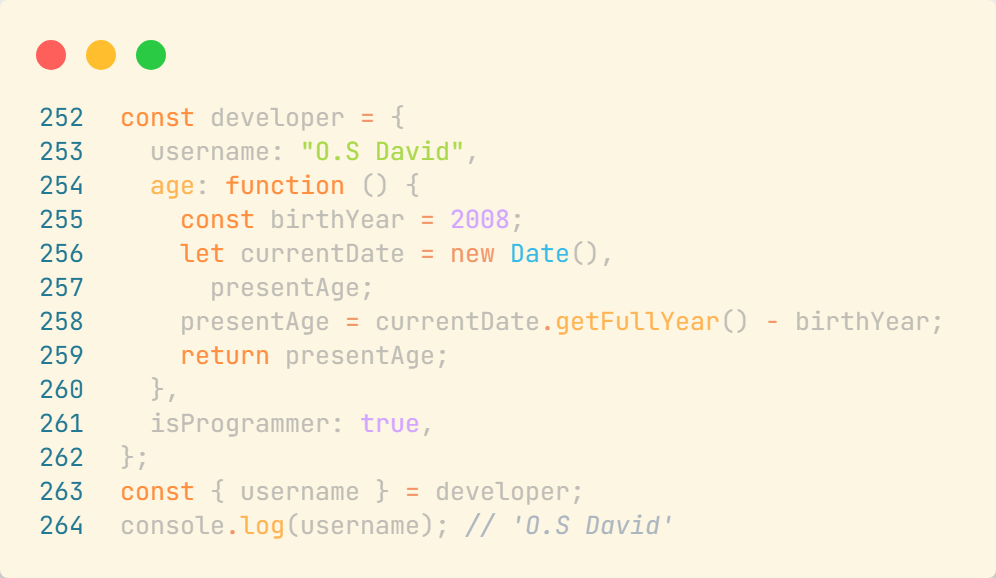 252 const developer = {
253   username: "O.S David",
254   age: function () {
255     const birthYear = 2008;
256     let currentDate = new Date(),
257       presentAge;
258     presentAge = currentDate.getFullYear() - birthYear;
259     return presentAge;
260   },
261   isProgrammer: true,
262 };
263 const { username } = developer;
264 console.log(username); // 'O.S David'